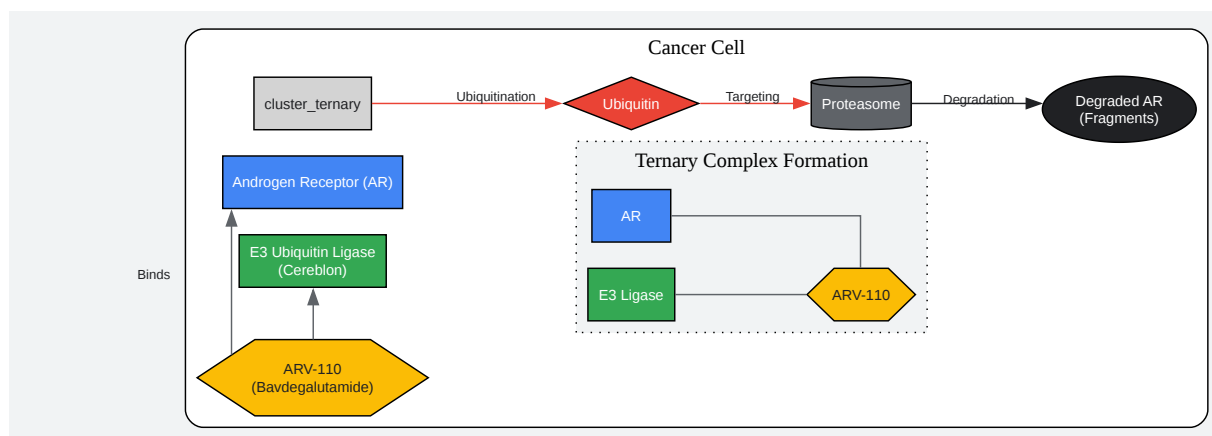 Cancer Cell
cluster_ternary
Ubiquitination
Ubiquitin
Targeting
Proteasome
Degradation
Degraded AR
(Fragments)
Androgen Receptor (AR)
E3 Ubiquitin Ligase
(Cereblon)
Binds
ARV-110
(Bavdegalutamide)
Ternary Complex Formation
AR
E3 Ligase
ARV-110